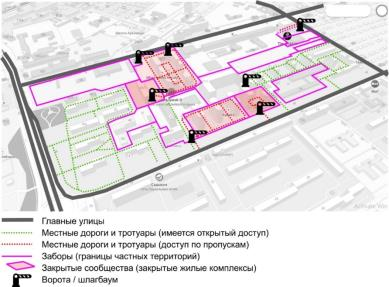 Главные улицы
Местные дороги и тротуары (имеется открытый доступ)
Местные дороги и тротуары (доступ по пропускам)
Заборы (границы частных территорий)
Закрытые сообщества (закрытые жилые комплексы)
Ворота / шлагбаум